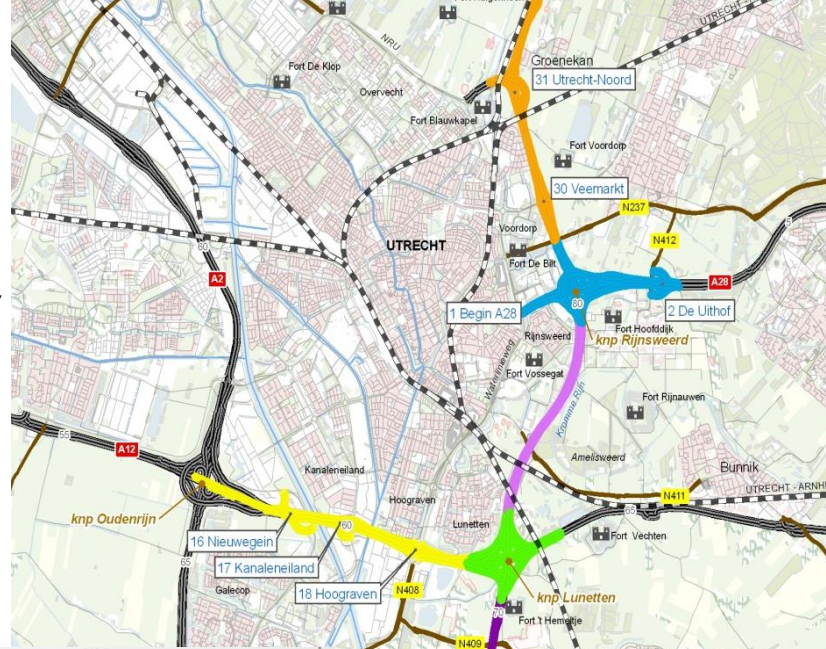 Groenekan
UTRECHT
NRU
31 Utrecht-Noord
Fort De Klop
Overvecht
Fort Blauwkapel
Fort Voordorp
30 Veemarkt
N237
Voordorp
N412
UTRECHT
60
Fort De Bilt
A2
A28
1 Begin A28
80
2 De Uithof
Fort Hoofddijk
Rijnsweerd
knp Rijnsweerd
Waterlinieweg
Fort Vossegat
Kromme Rijn
Fort Rijnauwen
55
A12
Amelisweerd
Kanaleneiland
Bunnik
UTRECHT - ARNH
Hoograven
N411
knp Oudenrijn
60
Lunetten
65
16 Nieuwegein
Fort Vechten
17 Kanaleneiland
65
Galecop
18 Hoograven
N408
knp Lunetten
70
Fort 't Hemeltje
N409